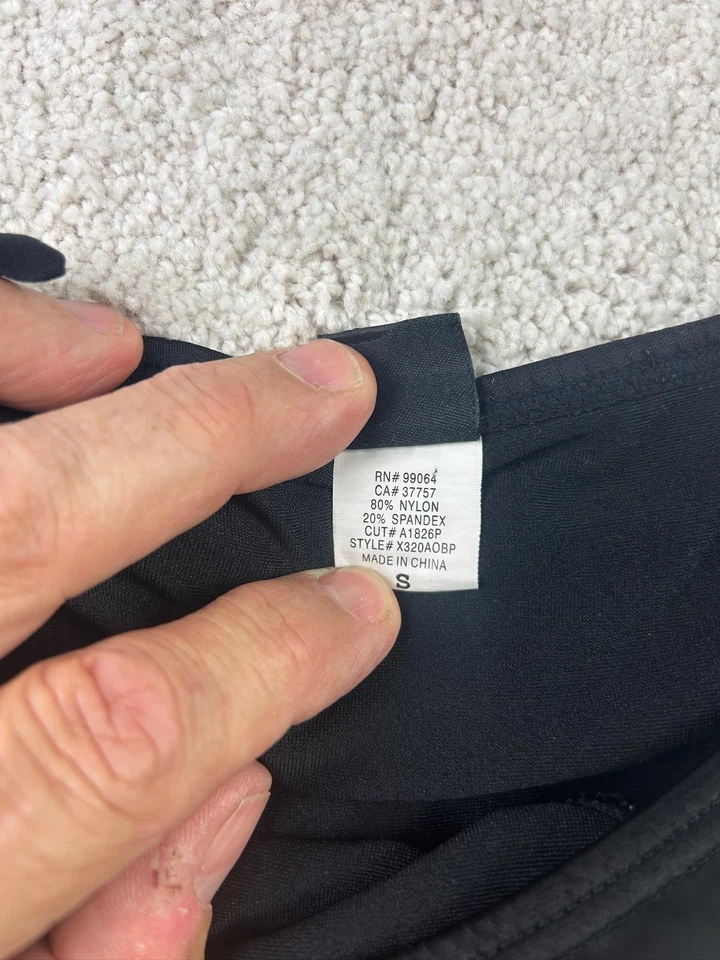 RN# 99064
CA# 37757
80% NYLON
20% SPANDEX
CUT# A1826P
STYLE# X320AOBP
MADE IN CHINA
S